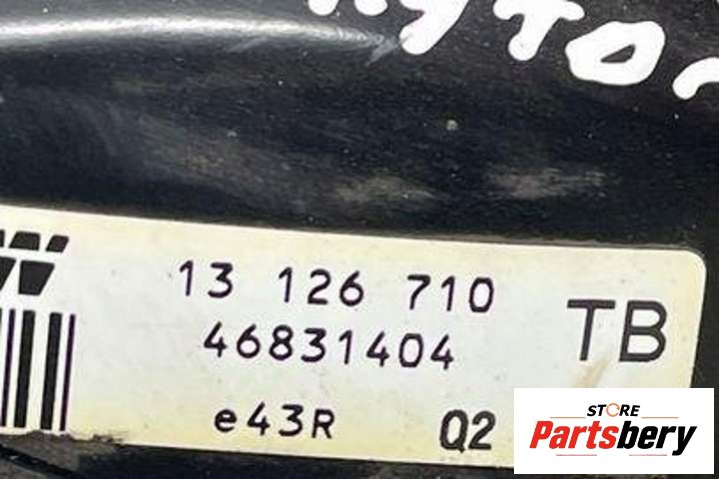 13 126 710
46831404
TB
e43R Q2
STORE
Partsbery